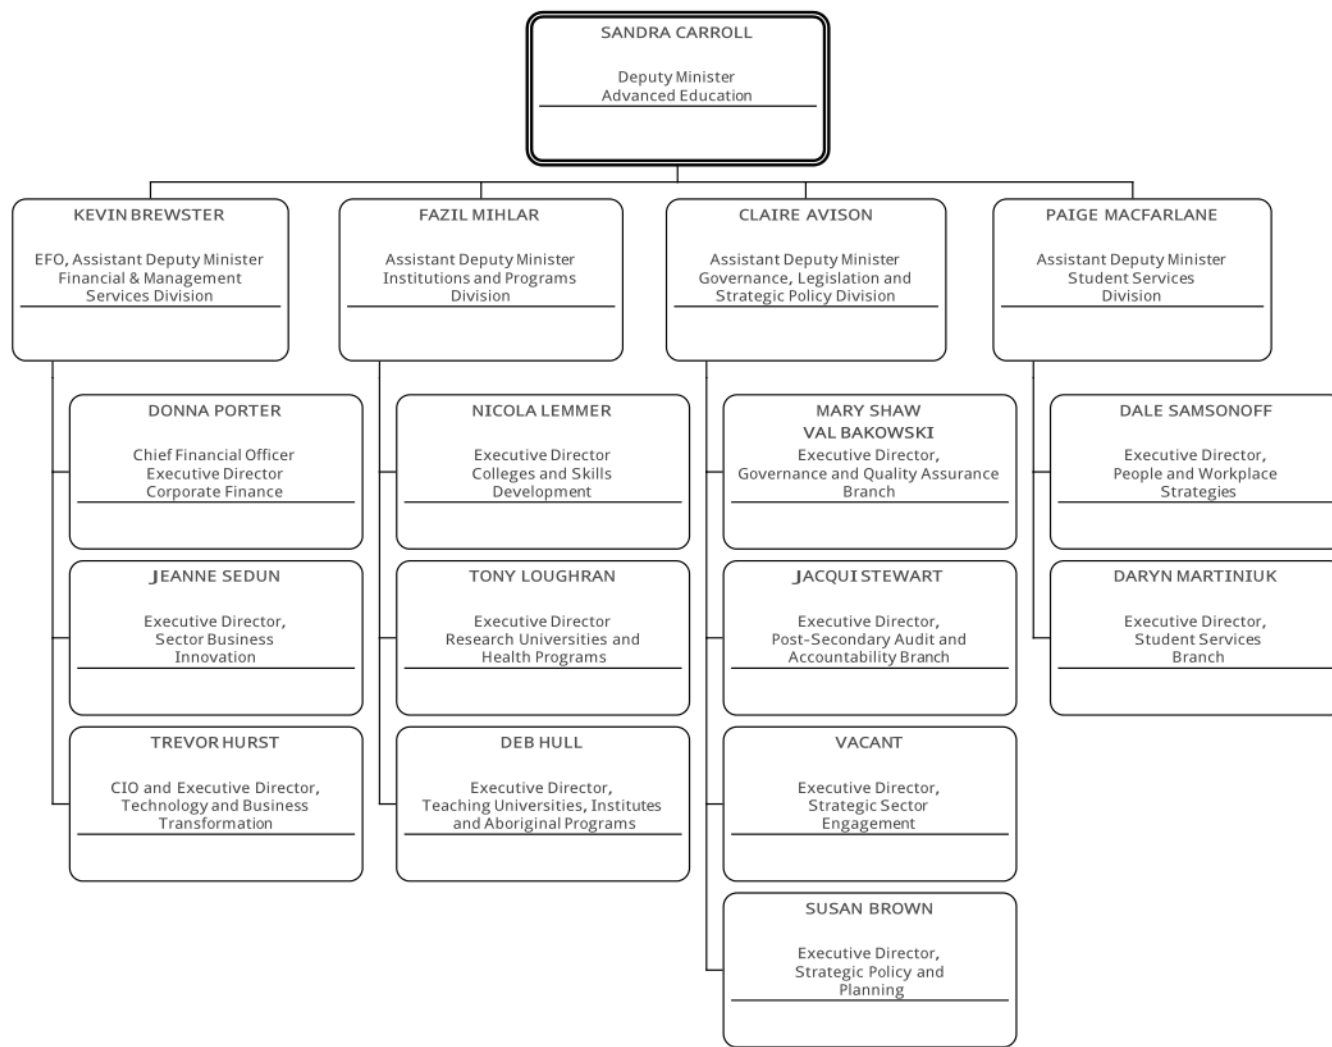 SANDRA CARROLL
Deputy Minister
Advanced Education
KEVIN BREWSTER
EFO, Assistant Deputy Minister
Financial & Management
Services Division
FAZIL MIHLAR
Assistant Deputy Minister
Institutions and Programs
Division
CLAIRE AVISON
Assistant Deputy Minister
Governance, Legislation and
Strategic Policy Division
PAIGE MACFARLANE
Assistant Deputy Minister
Student Services
Division
DONNA PORTER
Chief Financial Officer
Executive Director
Corporate Finance
NICOLA LEMMER
Executive Director
Colleges and Skills
Development
MARY SHAW
VAL BAKOWSKI
Executive Director,
Governance and Quality Assurance
Branch
DALE SAMSONOFF
Executive Director,
People and Workplace
Strategies
JEANNE SEDUN
Executive Director,
Sector Business
Innovation
TONY LOUGHRAN
Executive Director
Research Universities and
Health Programs
JACQUI STEWART
Executive Director,
Post-Secondary Audit and
Accountability Branch
DARYN MARTINIUK
Executive Director,
Student Services
Branch
TREVOR HURST
CIO and Executive Director,
Technology and Business
Transformation
DEB HULL
Executive Director,
Teaching Universities, Institutes
and Aboriginal Programs
VACANT
Executive Director,
Strategic Sector
Engagement
SUSAN BROWN
Executive Director,
Strategic Policy and
Planning